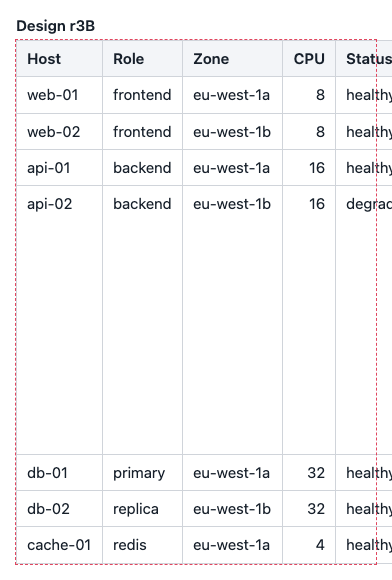 Design r3B
Host Role Zone CPU Status
web-01 frontend eu-west-1a 8 healthy
web-02 frontend eu-west-1b 8 healthy
api-01 backend eu-west-1a 16 healthy
api-02 backend eu-west-1b 16 degrad
db-01 primary eu-west-1a 32 healthy
db-02 replica eu-west-1b 32 healthy
cache-01 redis eu-west-1a 4 healthy